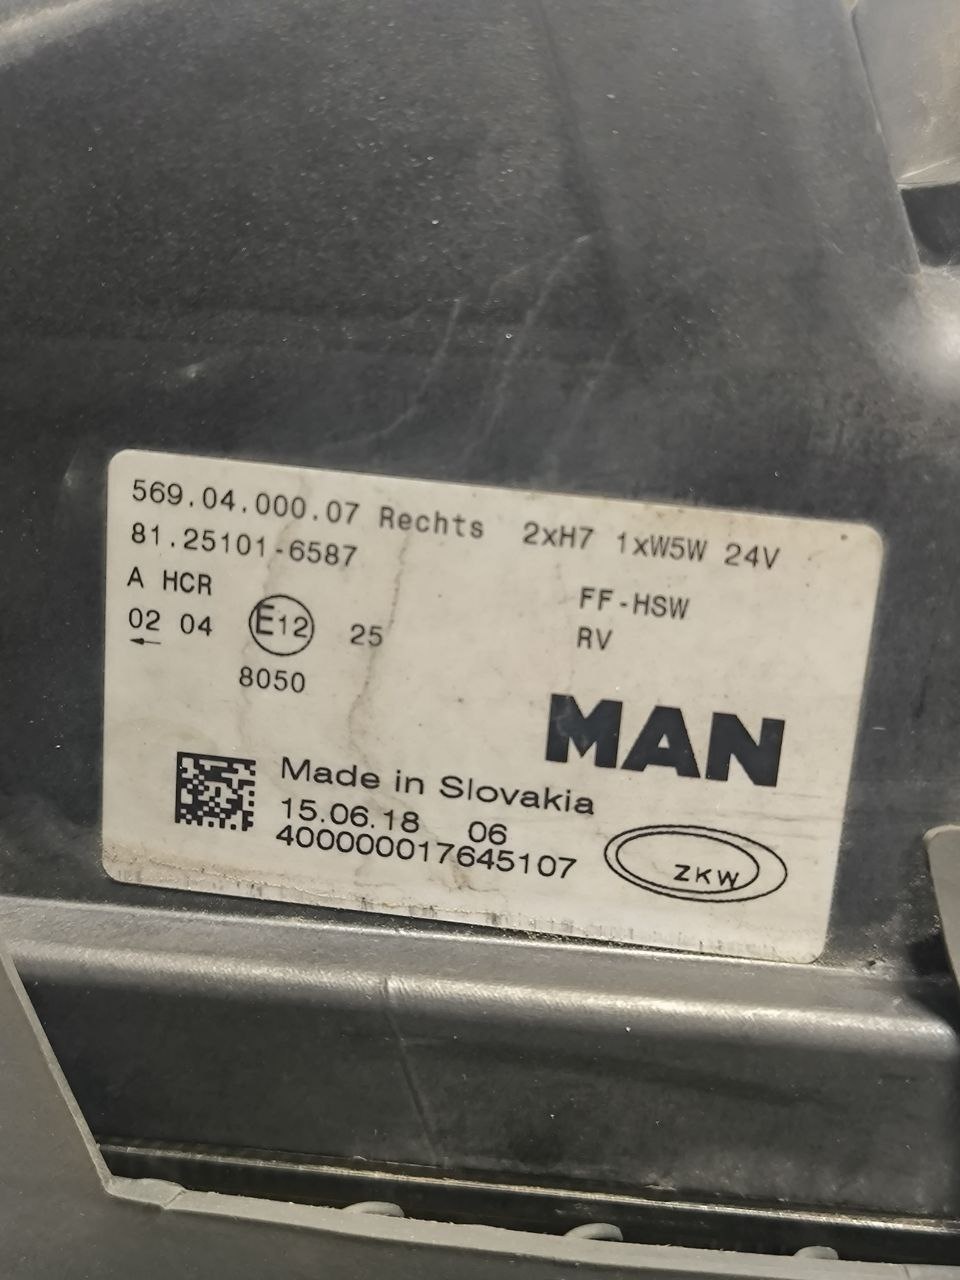 569.04.000.07 Rechts 2xH7 1xW5W 24V
81.25101-6587
A HCR
FF-HSW
02 04 E12 25
RV
8050
MAN
Made in Slovakia
15.06.18 06
400000017645107
ZKW